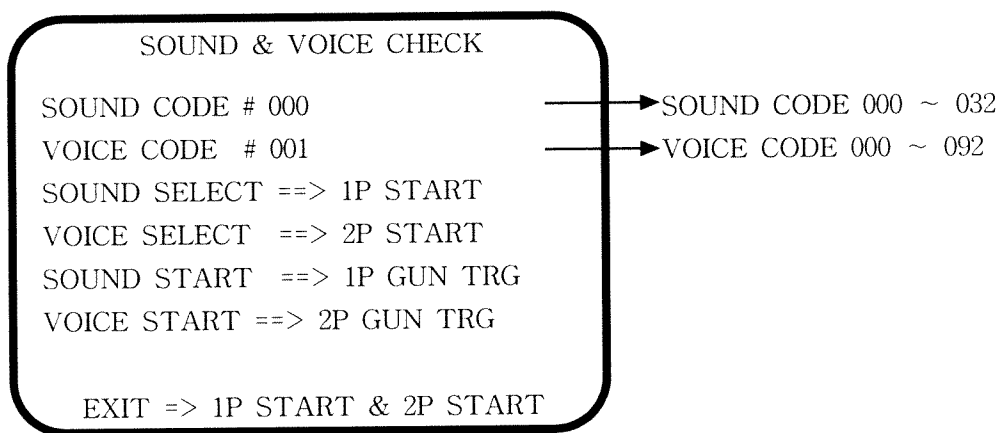 SOUND & VOICE CHECK
SOUND CODE # 000
SOUND CODE 000 ~ 032
VOICE CODE # 001
VOICE CODE 000 ~ 092
SOUND SELECT ==> 1P START
VOICE SELECT ==> 2P START
SOUND START ==> 1P GUN TRG
VOICE START ==> 2P GUN TRG
EXIT => 1P START & 2P START